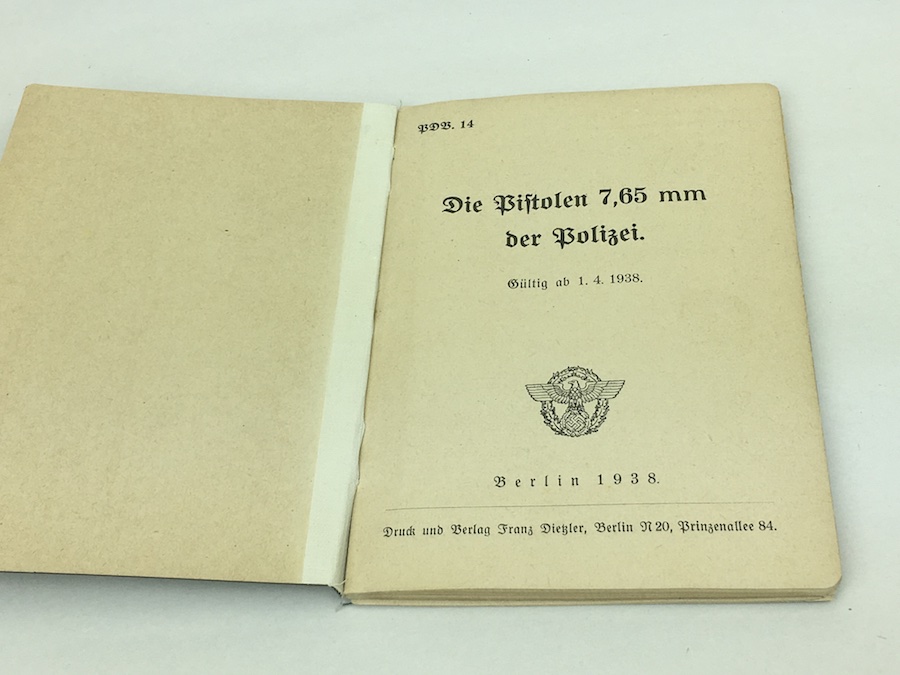 PDV. 14
Die Piſtolen 7,65 mm
der Polizei.
Gültig ab 1. 4. 1938.
Berlin 1938.
Druck und Verlag Franz Dietzler, Berlin N 20, Prinzenallee 84.